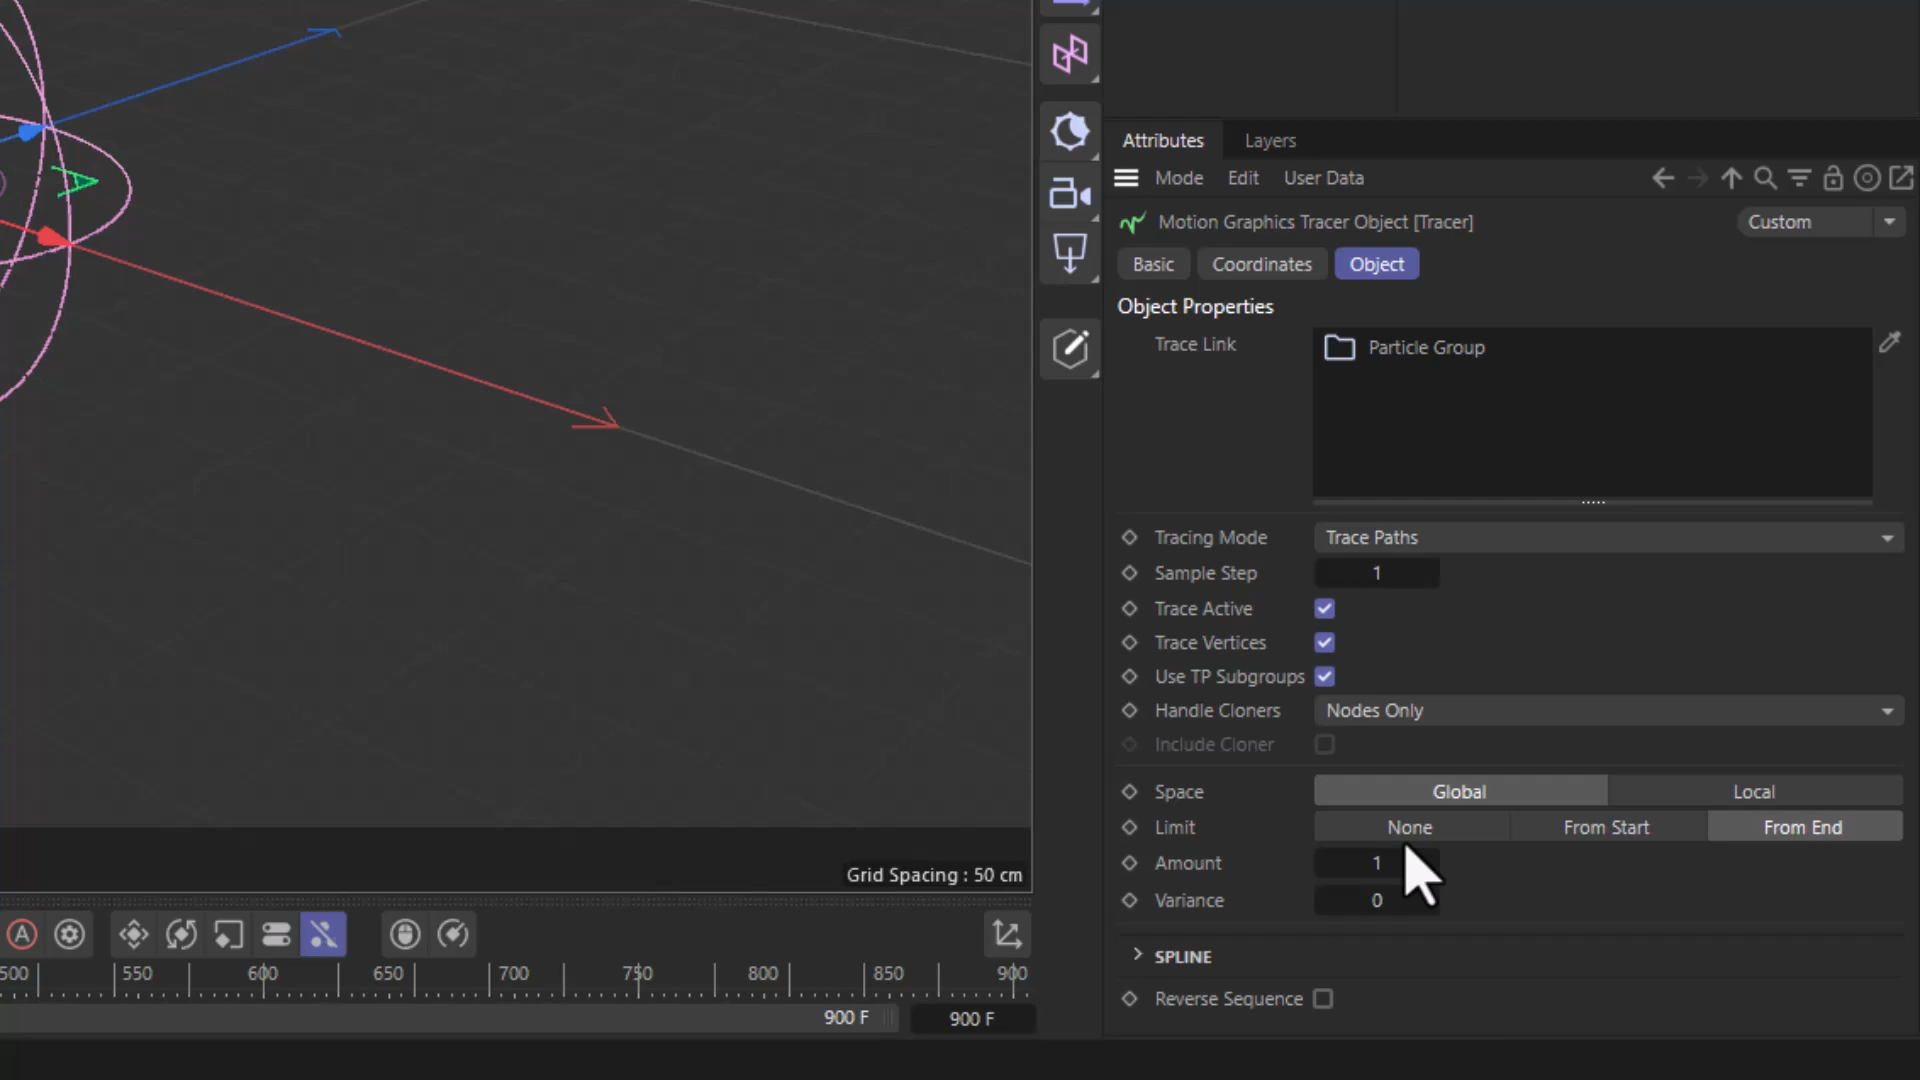 Attributes Layers
Mode Edit User Data
Motion Graphics Tracer Object [Tracer] Custom
Basic Coordinates Object
Object Properties
Trace Link Particle Group
Tracing Mode Trace Paths
Sample Step 1
Trace Active
Trace Vertices
Use TP Subgroups
Handle Cloners Nodes Only
Include Cloner
Space Global Local
Limit None From Start From End
Amount 1
Variance 0
SPLINE
Reverse Sequence
Grid Spacing : 50 cm
A
500 550 600 650 700 750 800 850 900
900 F 900 F